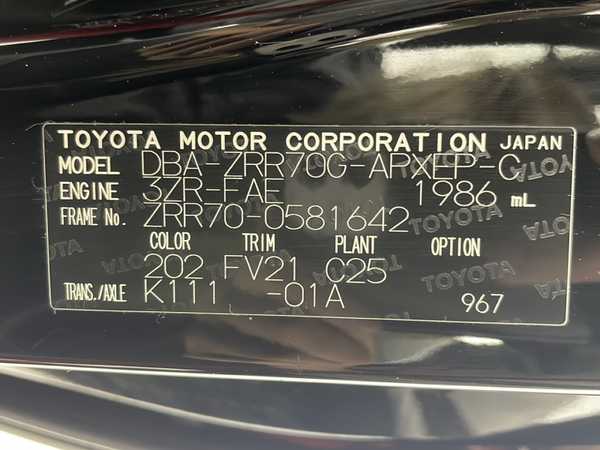 TOYOTA MOTOR CORPORATION JAPAN
MODEL DBA-ZRR70G-APXEP-C
ENGINE 3ZR-FAE 1986 mL
FRAME No. ZRR70-0581642
COLOR TRIM PLANT OPTION
202 FV21 C25
TRANS./AXLE K111 -01A
967